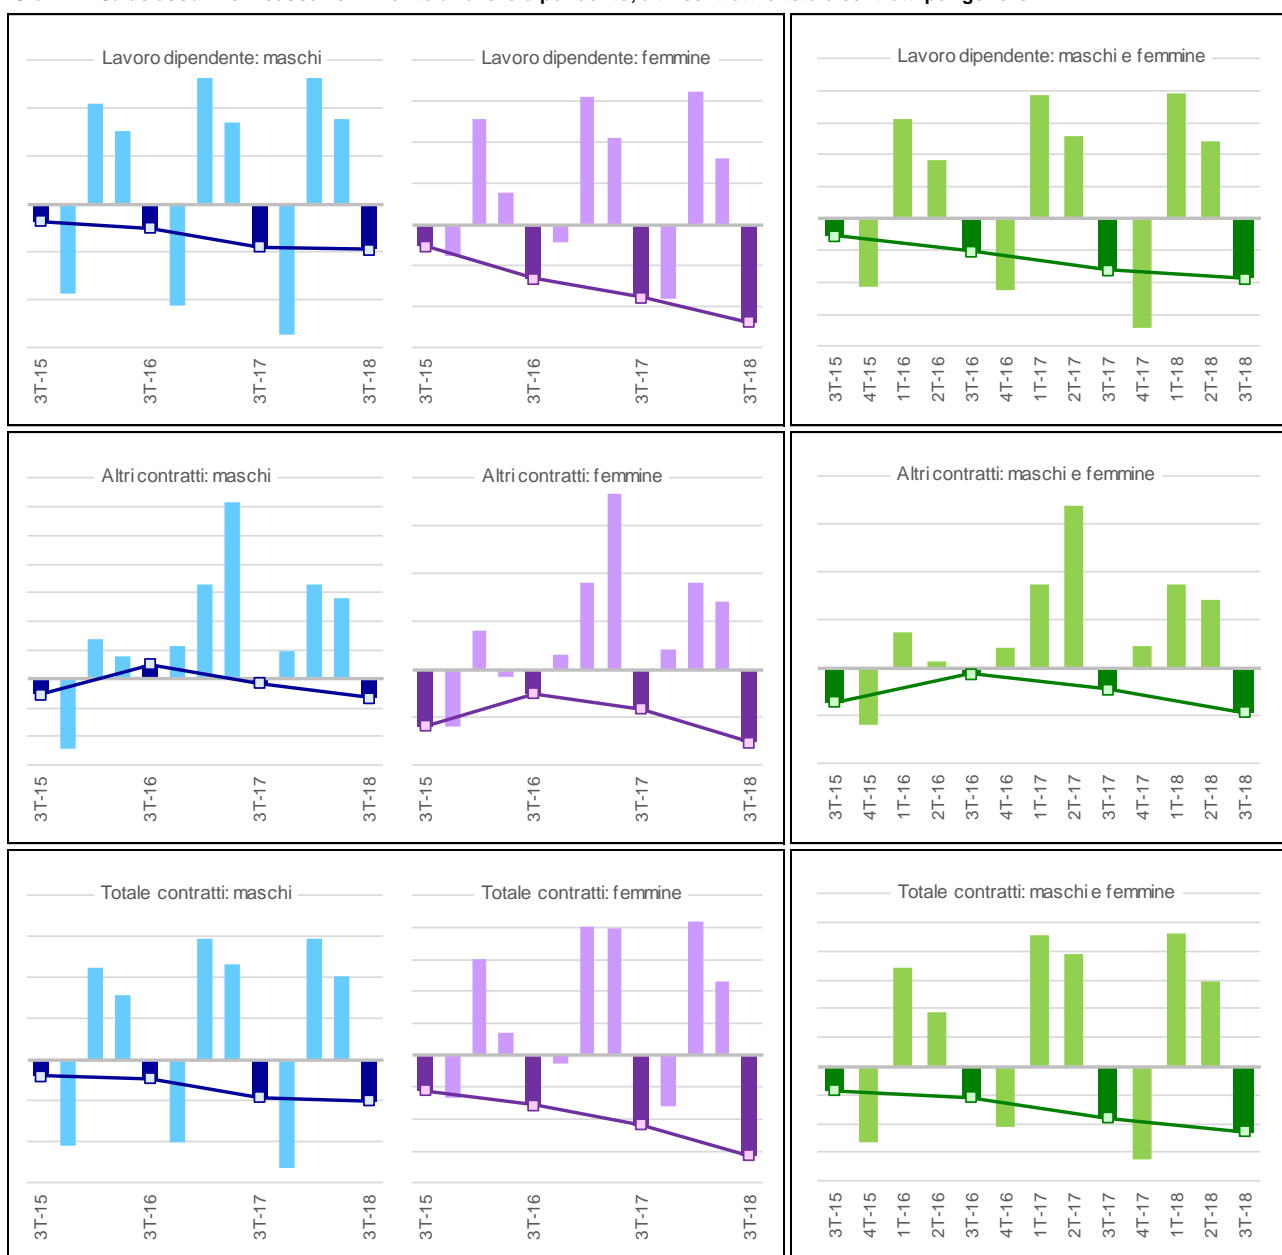 Lavoro dipendente: maschi
Lavoro dipendente: femmine
3T-15
3T-16
3T-17
3T-18
3T-15
3T-16
3T-17
3T-18
Lavoro dipendente: maschi e femmine
3T-15
4T-15
1T-16
2T-16
3T-16
4T-16
1T-17
2T-17
3T-17
4T-17
1T-18
2T-18
3T-18
Altri contratti: maschi
Altri contratti: femmine
3T-15
3T-16
3T-17
3T-18
3T-15
3T-16
3T-17
3T-18
Altri contratti: maschi e femmine
3T-15
4T-15
1T-16
2T-16
3T-16
4T-16
1T-17
2T-17
3T-17
4T-17
1T-18
2T-18
3T-18
Totale contratti: maschi
Totale contratti: femmine
3T-15
3T-16
3T-17
3T-18
3T-15
3T-16
3T-17
3T-18
Totale contratti: maschi e femmine
3T-15
4T-15
1T-16
2T-16
3T-16
4T-16
1T-17
2T-17
3T-17
4T-17
1T-18
2T-18
3T-18